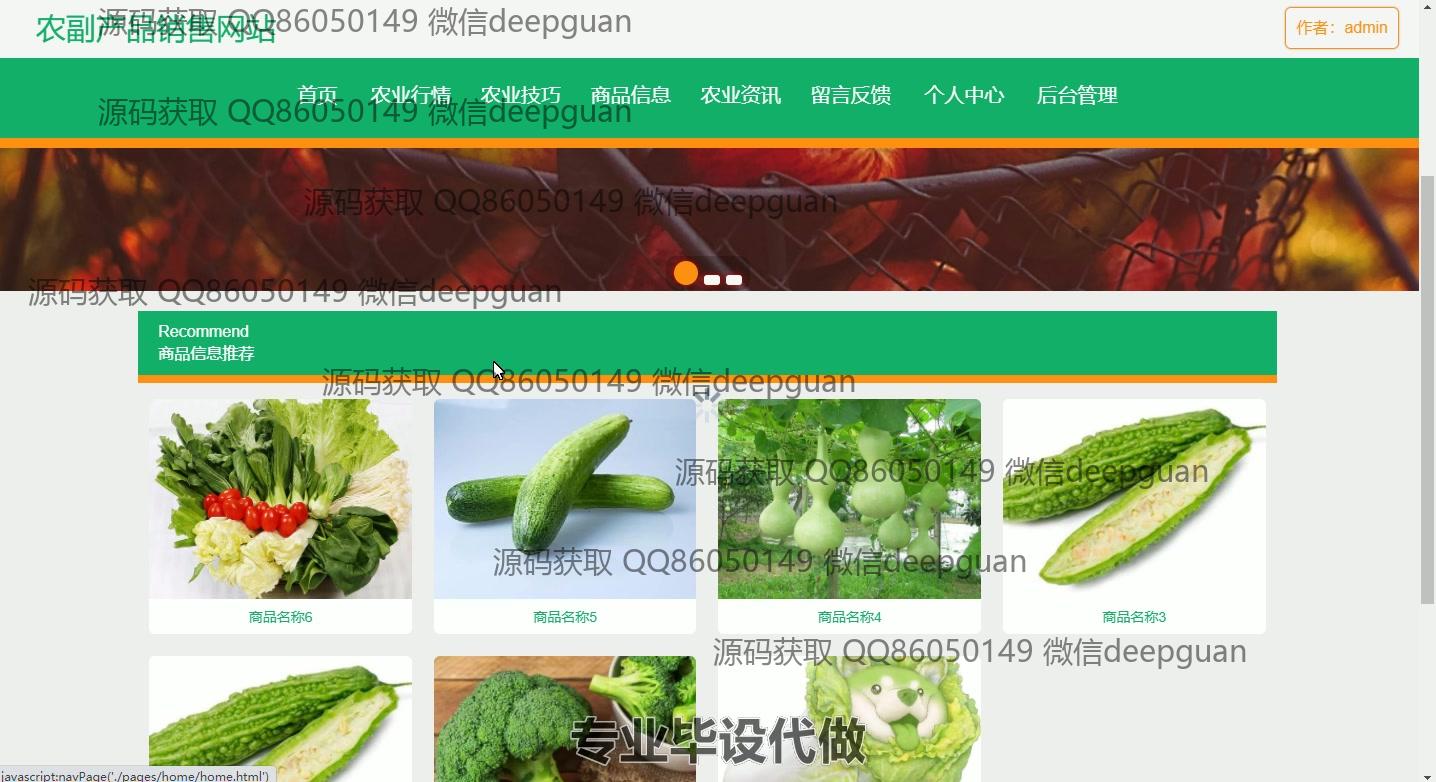 源码获取 QQ86050149 微信deepguan
农副产品销售网站
作者：admin
首页 农业行情 农业技巧 商品信息 农业资讯 留言反馈 个人中心 后台管理
源码获取 QQ86050149 微信deepguan
源码获取 QQ86050149 微信deepguan
源码获取 QQ86050149 微信deepguan
Recommend
商品信息推荐
源码获取 QQ86050149 微信deepguan
源码获取 QQ86050149 微信deepguan
源码获取 QQ86050149 微信deepguan
商品名称6 商品名称5 商品名称4 商品名称3
源码获取 QQ86050149 微信deepguan
专业毕设代做
javascript:navPage('./pages/home/home.html')